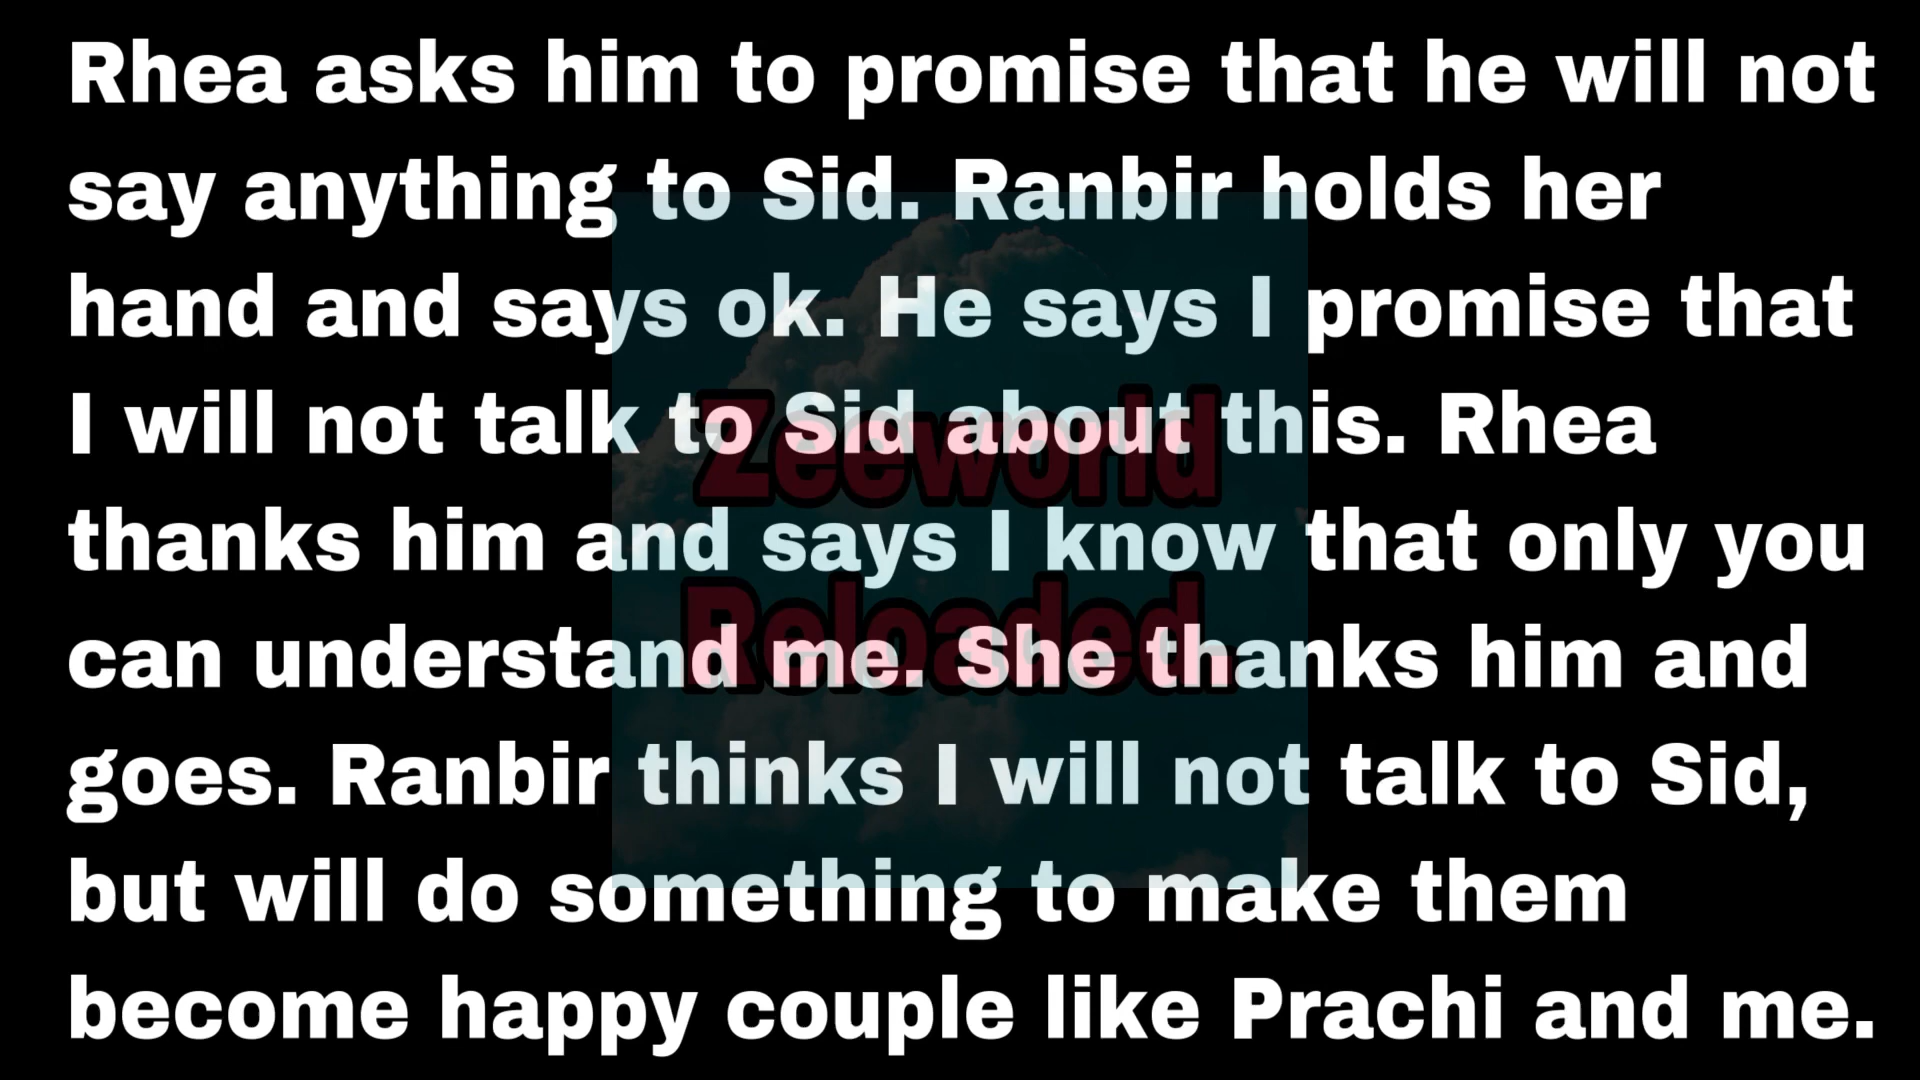 Rhea asks him to promise that he will not
say anything to Sid. Ranbir holds her
hand and says ok. He says I promise that
I will not talk to Sid about this. Rhea
thanks him and says I know that only you
can understand me. She thanks him and
goes. Ranbir thinks I will not talk to Sid,
but will do something to make them
become happy couple like Prachi and me.
Zeeworld
Reloaded.